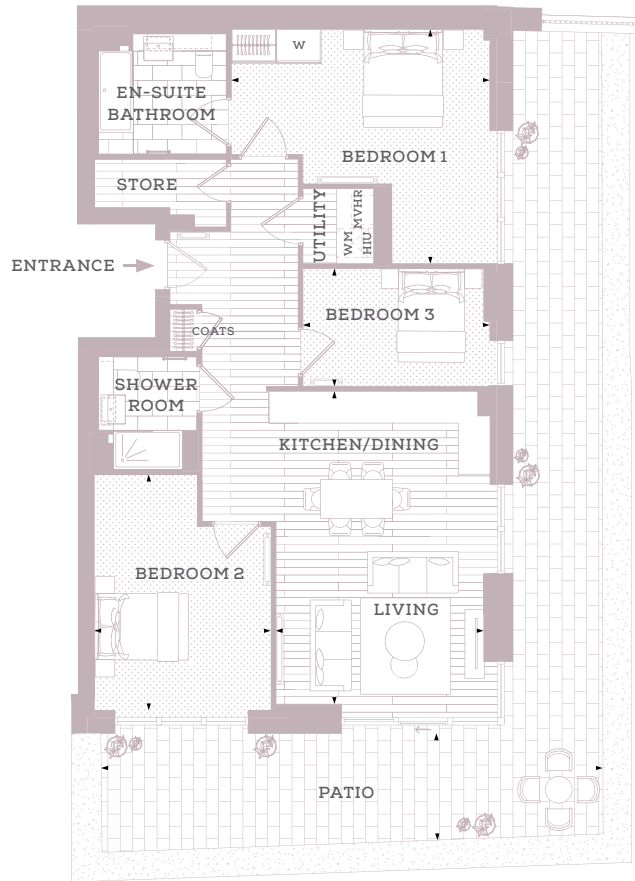 W
EN-SUITE
BATHROOM
BEDROOM 1
STORE
UTILITY
WM
MVHR
HIU
ENTRANCE
BEDROOM 3
COATS
SHOWER
ROOM
KITCHEN/DINING
BEDROOM 2
LIVING
PATIO